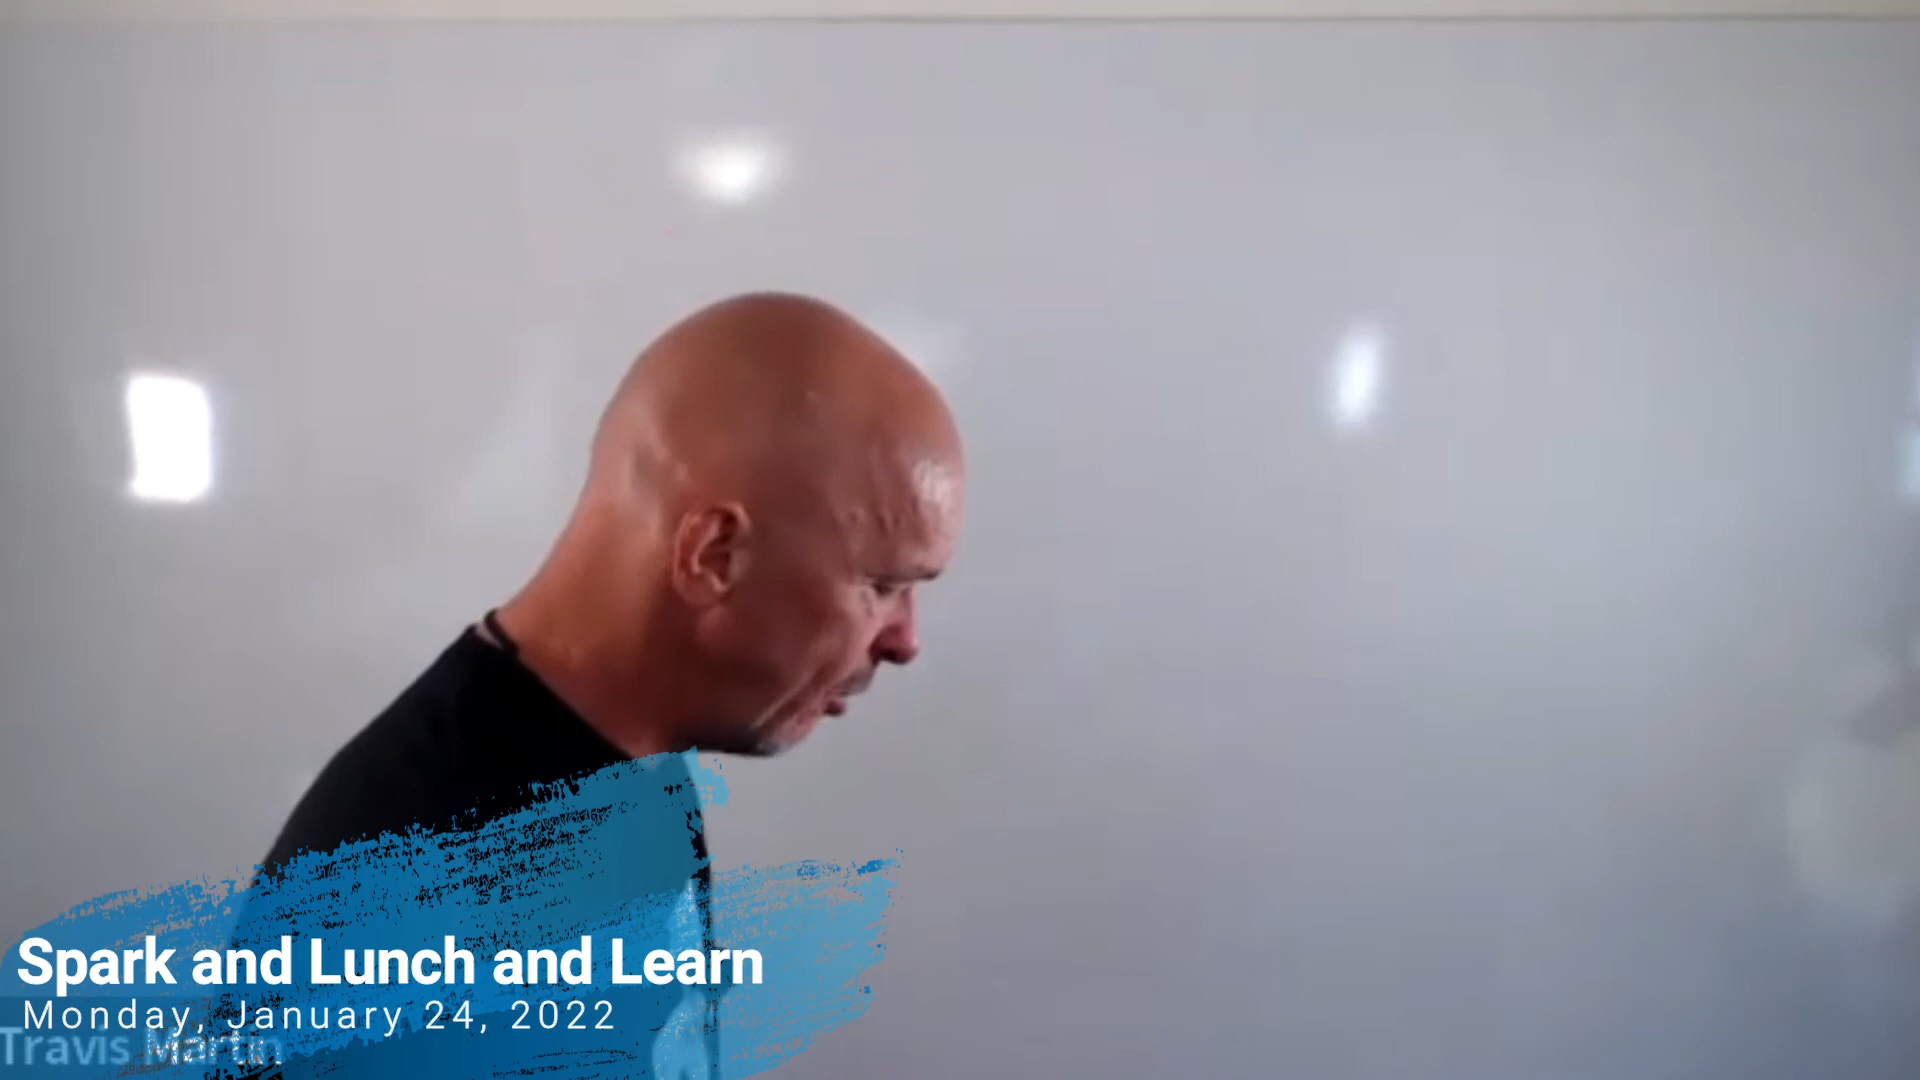 Spark and Lunch and Learn
Monday, January 24, 2022
Travis Martin